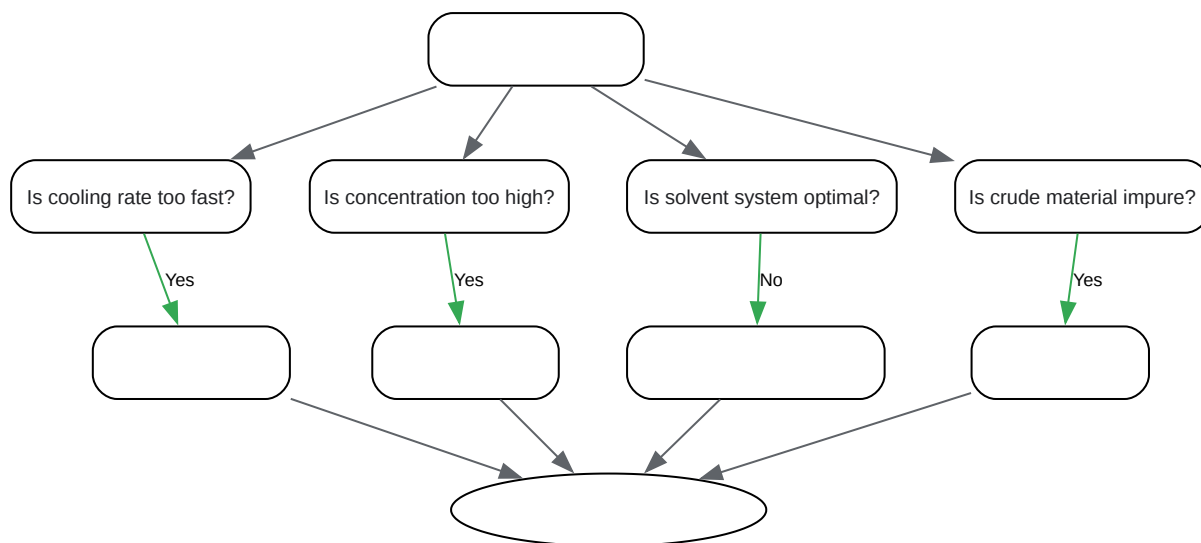 Is cooling rate too fast?
Is concentration too high?
Is solvent system optimal?
Is crude material impure?
Yes
Yes
No
Yes